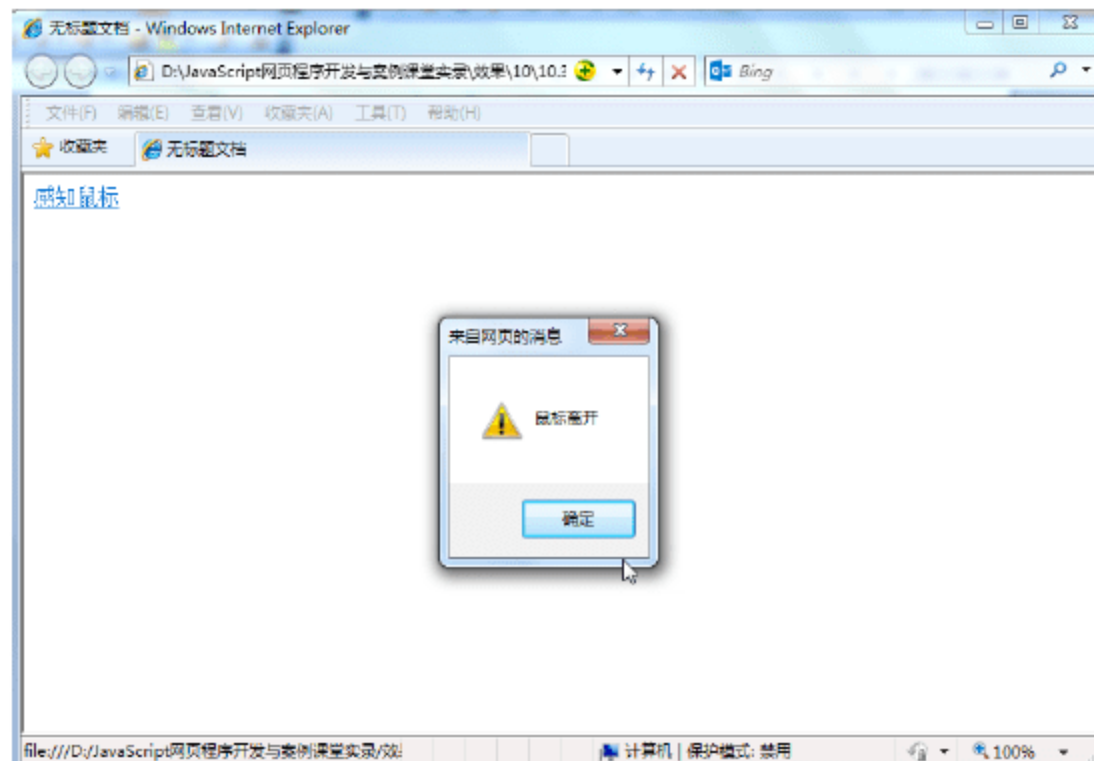 无标题文档 - Windows Internet Explorer
D:\JavaScript网页程序开发与案例课堂实录\效果\10\10.3
Bing
文件(F) 编辑(E) 查看(V) 收藏夹(A) 工具(T) 帮助(H)
收藏夹
无标题文档
感知鼠标
来自网页的消息
鼠标离开
确定
file:///D:/JavaScript网页程序开发与案例课堂实录/效
计算机 | 保护模式: 禁用
100%